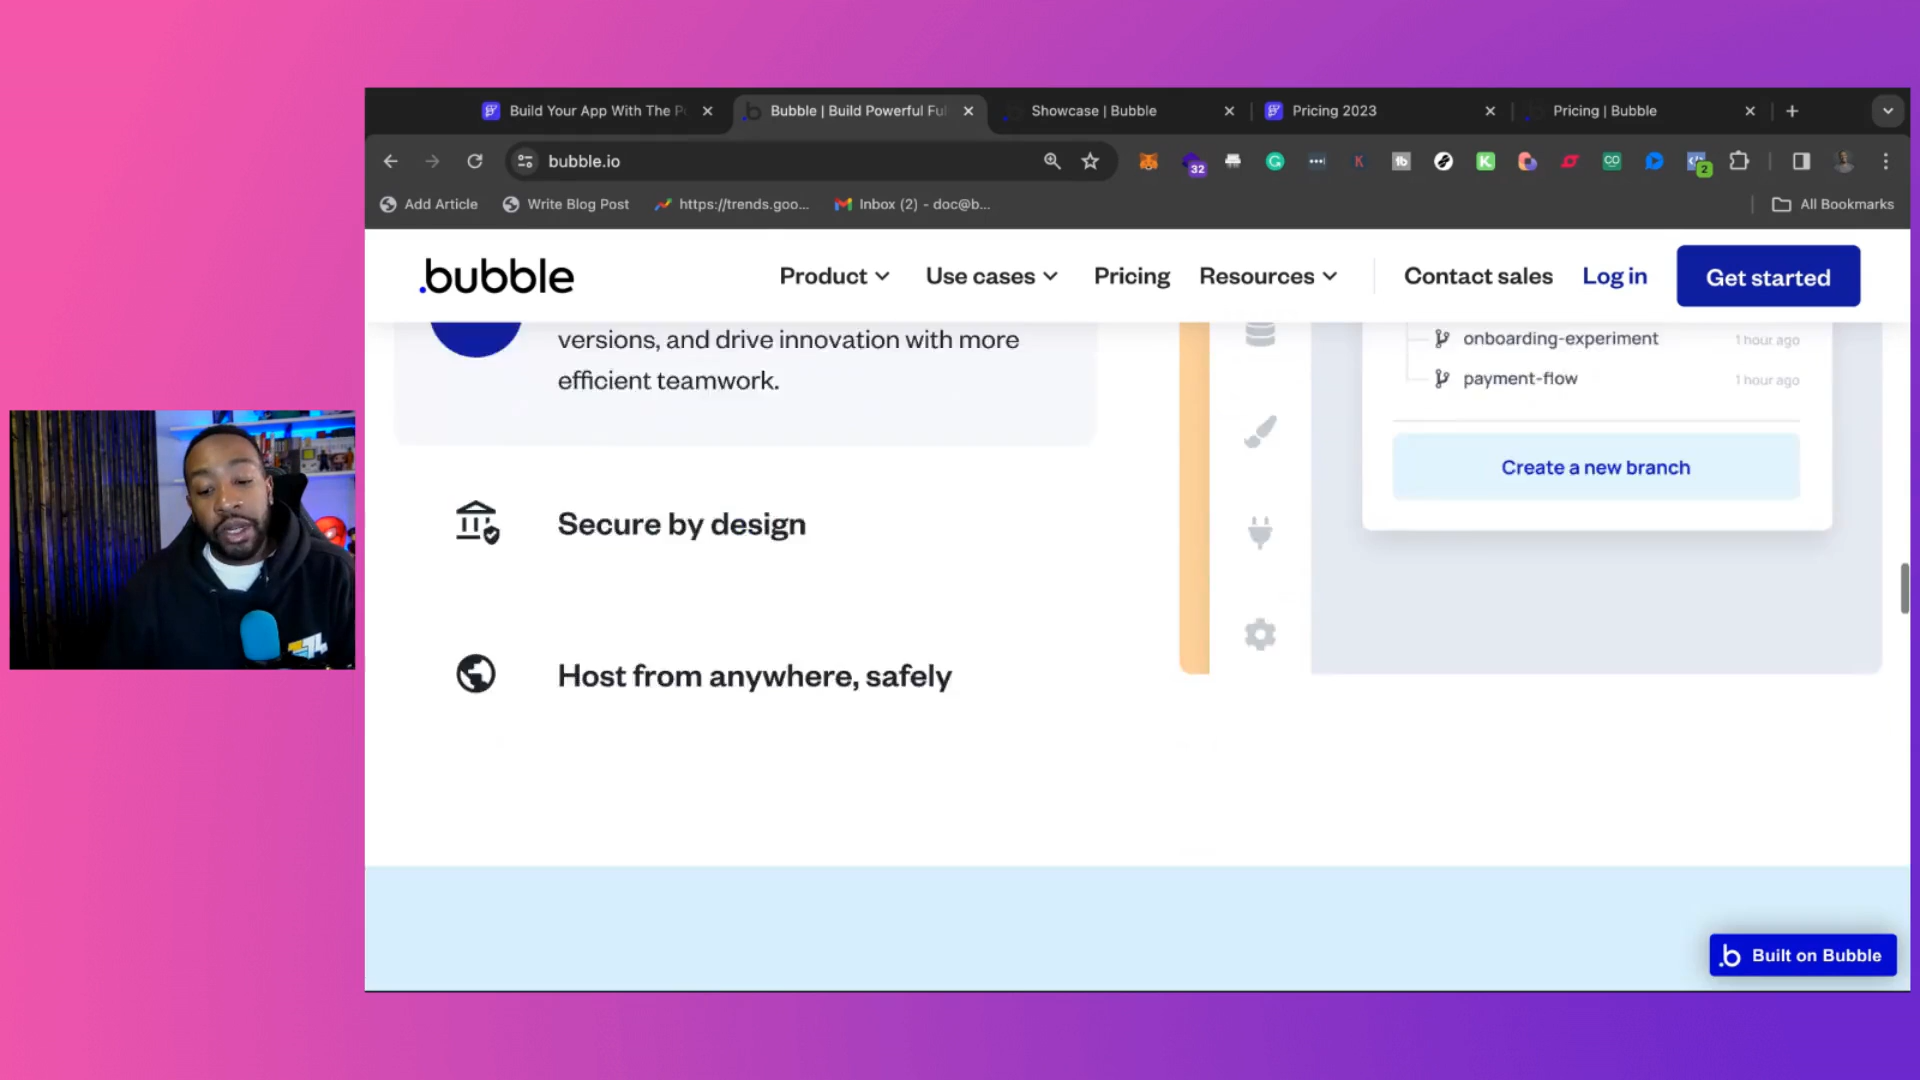 Build Your App With The P
Bubble | Build Powerful Ful
Showcase | Bubble
Pricing 2023
Pricing | Bubble
bubble.io
32
2
Add Article
Write Blog Post
https://trends.goo...
Inbox (2) - doc@b...
All Bookmarks
.bubble
Product
Use cases
Pricing
Resources
Contact sales
Log in
Get started
versions, and drive innovation with more
efficient teamwork.
onboarding-experiment
1 hour ago
payment-flow
1 hour ago
Create a new branch
Secure by design
Host from anywhere, safely
.b Built on Bubble